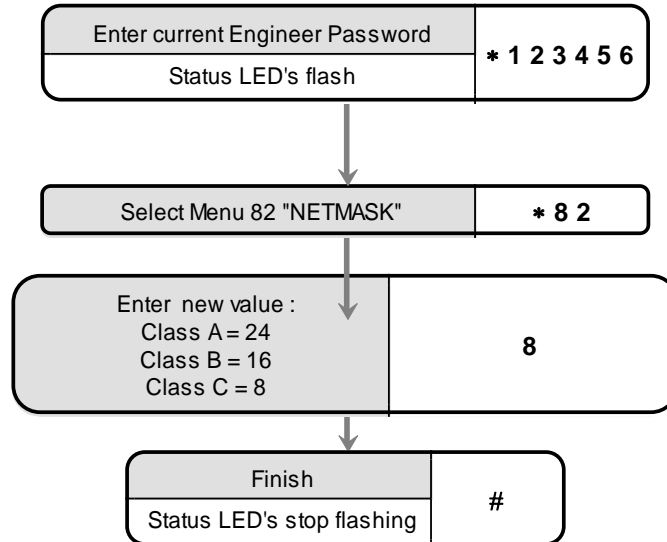 Enter current Engineer Password
Status LED's flash
* 1 2 3 4 5 6
Select Menu 82 "NETMASK"
* 8 2
Enter new value :
Class A = 24
Class B = 16
Class C = 8
8
Finish
Status LED's stop flashing
#